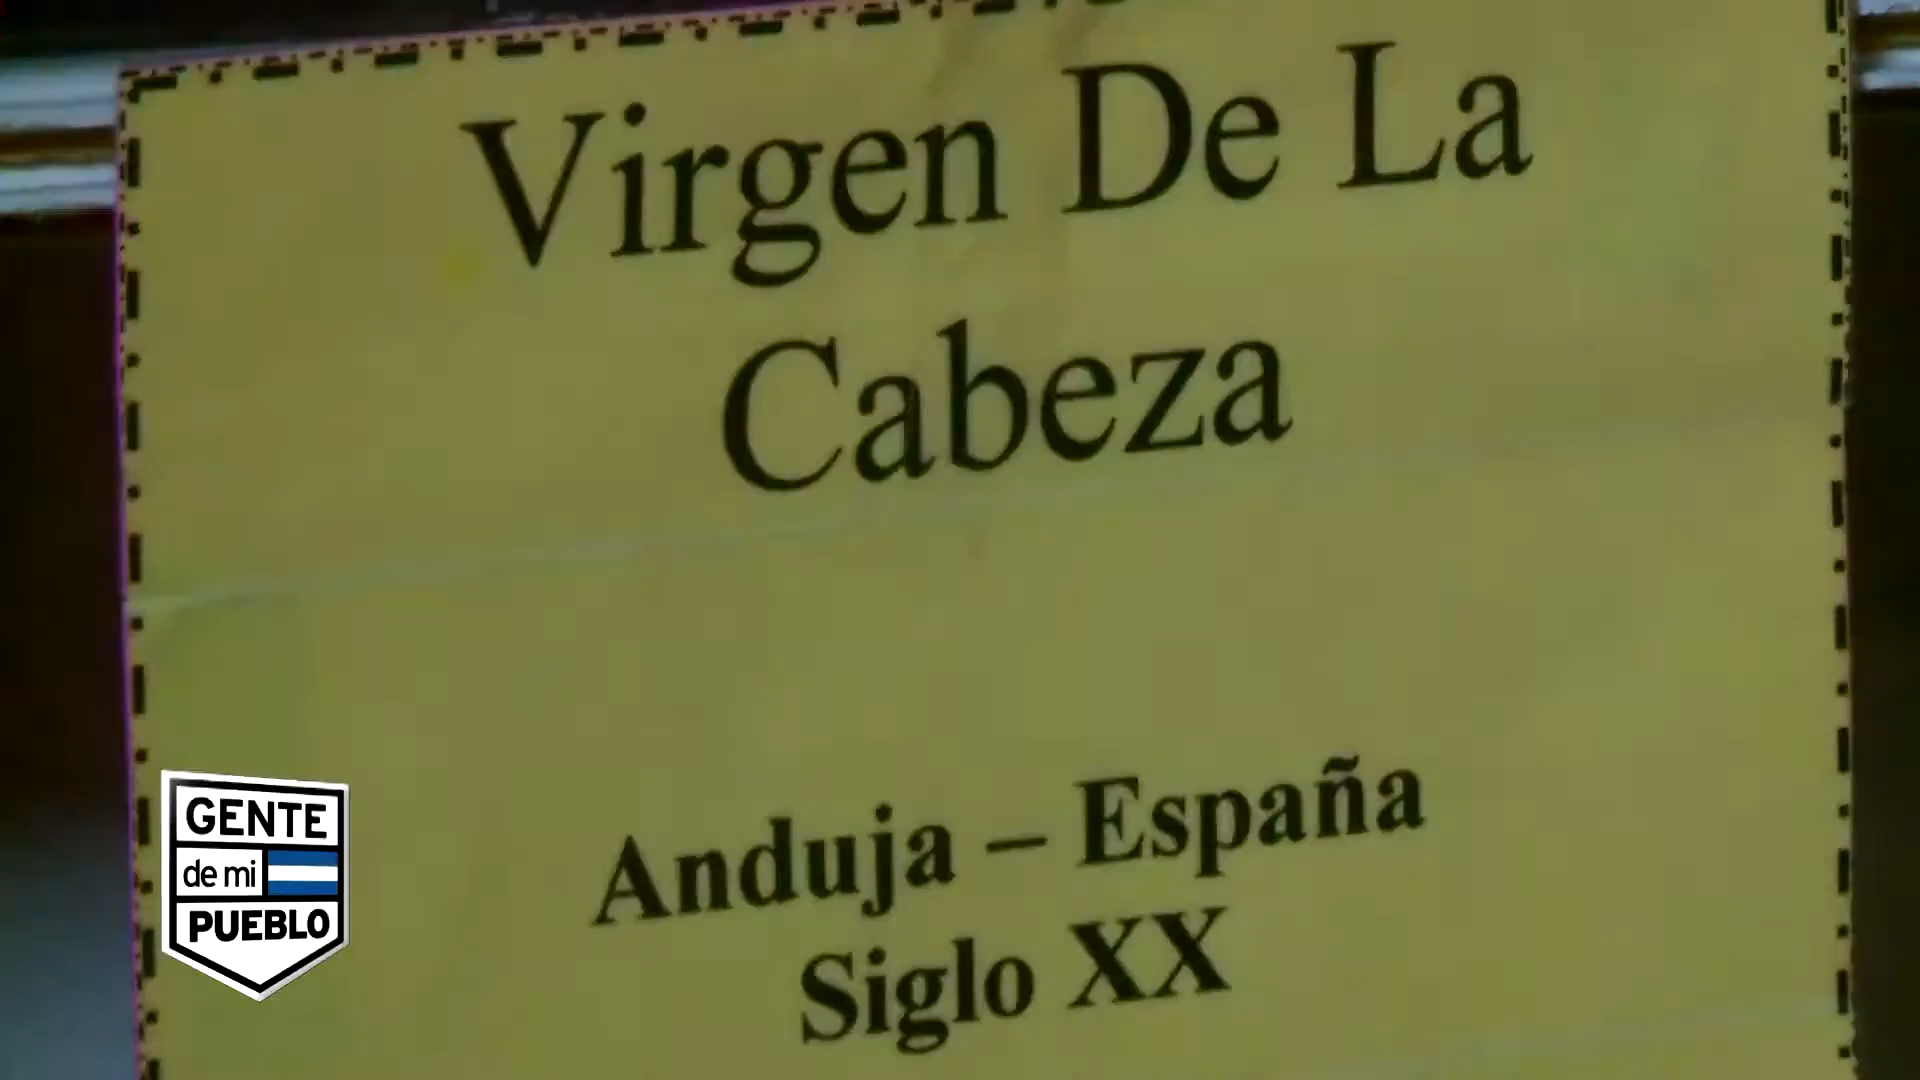 Virgen De La
Cabeza
Anduja – España
Siglo XX
GENTE
de mi
PUEBLO